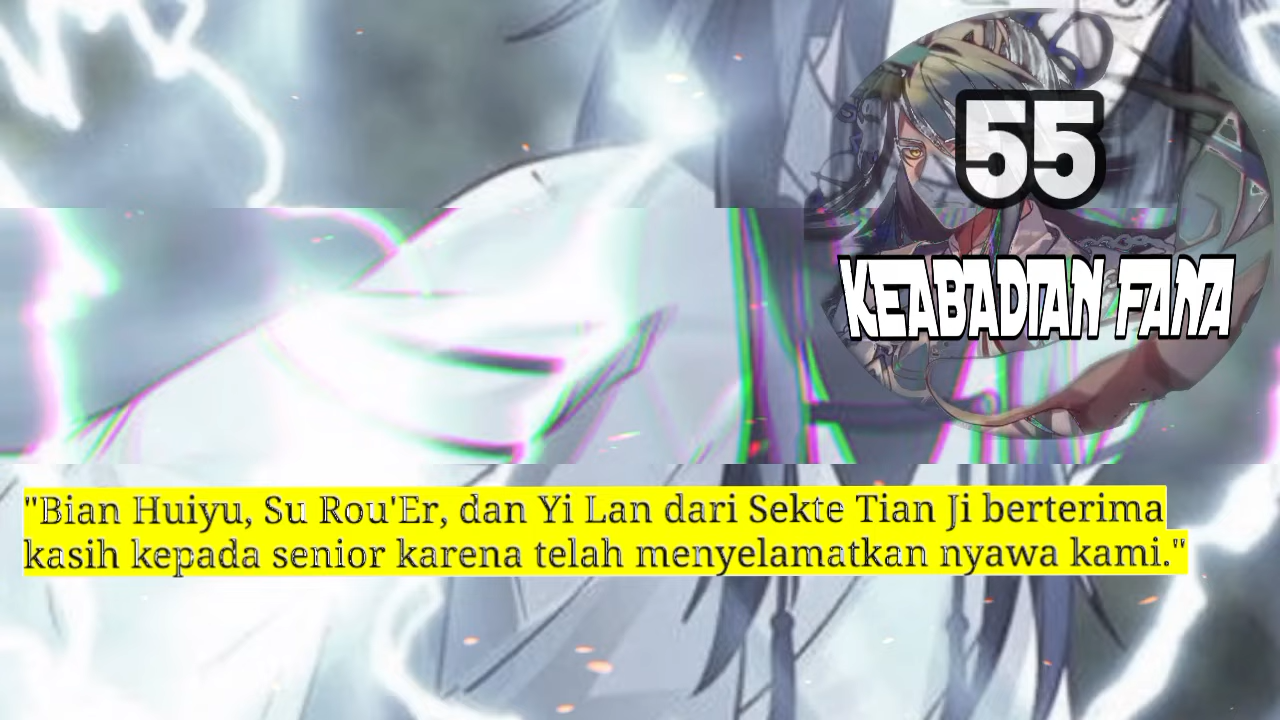 55
KEABADIAN FANA
"Bian Huiyu, Su Rou'Er, dan Yi Lan dari Sekte Tian Ji berterima
kasih kepada senior karena telah menyelamatkan nyawa kami."